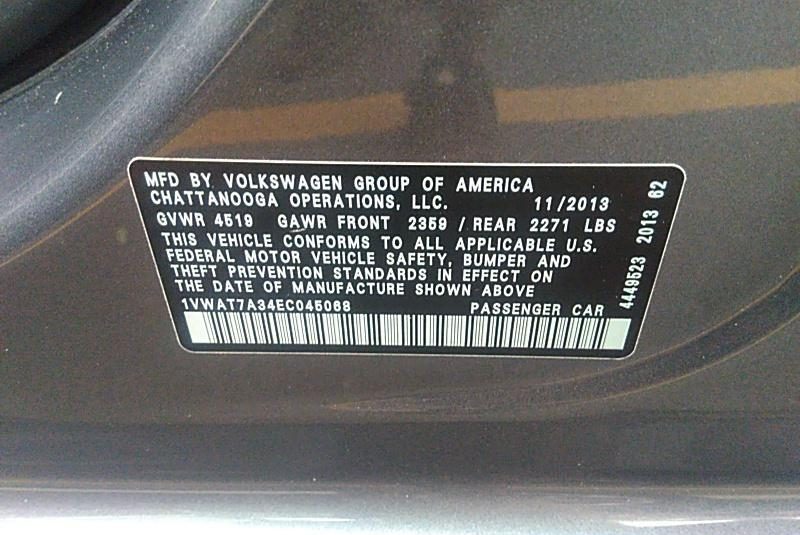 MFD BY VOLKSWAGEN GROUP OF AMERICA
CHATTANOOGA OPERATIONS, LLC. 11/2013
GVWR 4519 GAWR FRONT 2359 / REAR 2271 LBS
THIS VEHICLE CONFORMS TO ALL APPLICABLE U.S.
FEDERAL MOTOR VEHICLE SAFETY, BUMPER AND
THEFT PREVENTION STANDARDS IN EFFECT ON
THE DATE OF MANUFACTURE SHOWN ABOVE
1VWAT7A34EC045068 PASSENGER CAR
4449523 2013 62